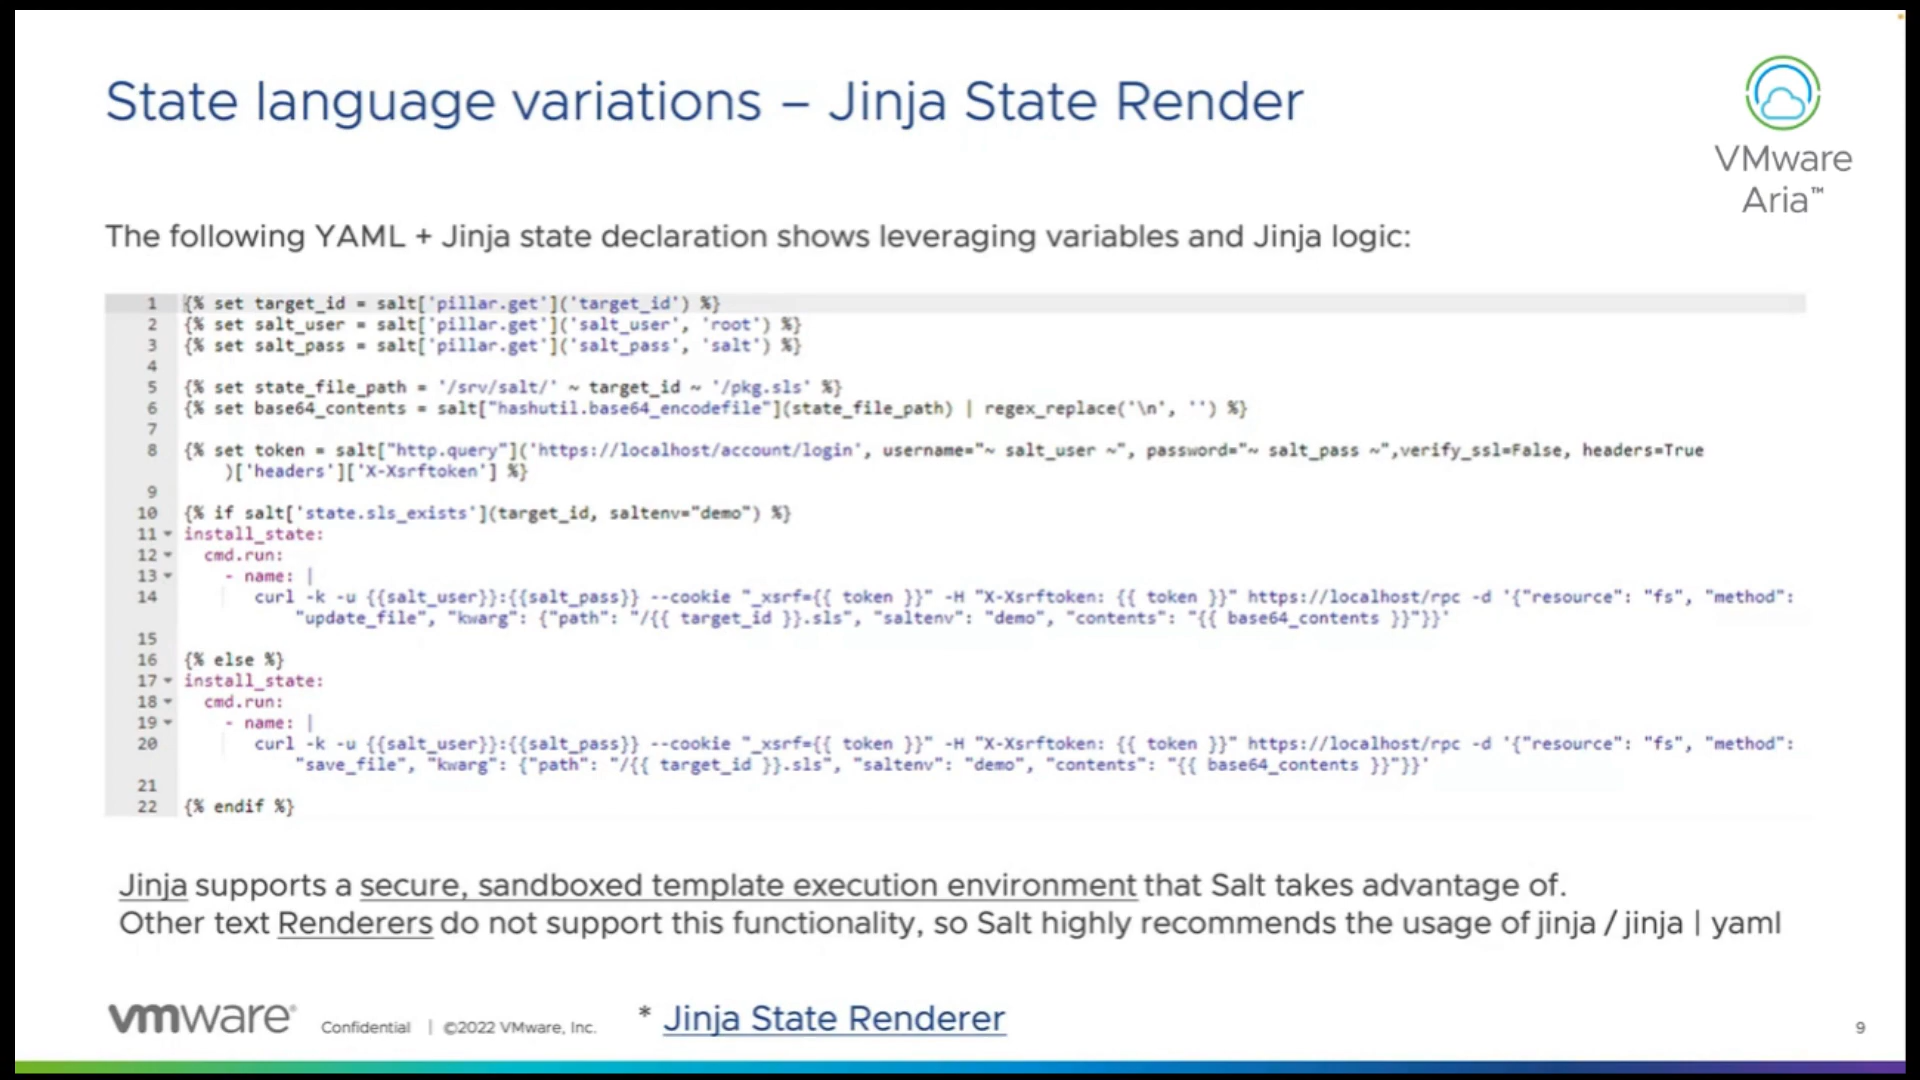 State language variations – Jinja State Render
VMware
Aria™
The following YAML + Jinja state declaration shows leveraging variables and Jinja logic:
1 {% set target_id = salt['pillar.get']('target_id') %}
2 {% set salt_user = salt['pillar.get']('salt_user', 'root') %}
3 {% set salt_pass = salt['pillar.get']('salt_pass', 'salt') %}
4
5 {% set state_file_path = '/srv/salt/' ~ target_id ~ '/pkg.sls' %}
6 {% set base64_contents = salt["hashutil.base64_encodefile"](state_file_path) | regex_replace('\n', '') %}
7
8 {% set token = salt["http.query"]('https://localhost/account/login', username="~ salt_user ~", password="~ salt_pass ~",verify_ssl=False, headers=True
)['headers']['X-Xsrftoken'] %}
9
10 {% if salt['state.sls_exists'](target_id, saltenv="demo") %}
11 install_state:
12 cmd.run:
13 - name: |
14 curl -k -u {{salt_user}}:{{salt_pass}} --cookie "_xsrf={{ token }}" -H "X-Xsrftoken: {{ token }}" https://localhost/rpc -d '{"resource": "fs", "method":
"update_file", "kwarg": {"path": "/{{ target_id }}.sls", "saltenv": "demo", "contents": "{{ base64_contents }}"}}'
15
16 {% else %}
17 install_state:
18 cmd.run:
19 - name: |
20 curl -k -u {{salt_user}}:{{salt_pass}} --cookie "_xsrf={{ token }}" -H "X-Xsrftoken: {{ token }}" https://localhost/rpc -d '{"resource": "fs", "method":
"save_file", "kwarg": {"path": "/{{ target_id }}.sls", "saltenv": "demo", "contents": "{{ base64_contents }}"}}'
21
22 {% endif %}
Jinja supports a secure, sandboxed template execution environment that Salt takes advantage of.
Other text Renderers do not support this functionality, so Salt highly recommends the usage of jinja / jinja | yaml
vmware® Confidential | ©2022 VMware, Inc. * Jinja State Renderer 9